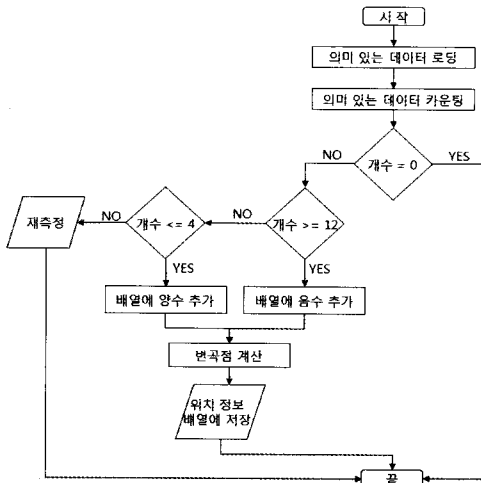 시 작
의미 있는 데이터 로딩
의미 있는 데이터 카운팅
개수 = 0
NO
YES
개수 >= 12
NO
YES
개수 <= 4
NO
YES
재측정
배열에 양수 추가
배열에 음수 추가
변곡점 계산
위치 정보
배열에 저장
끝